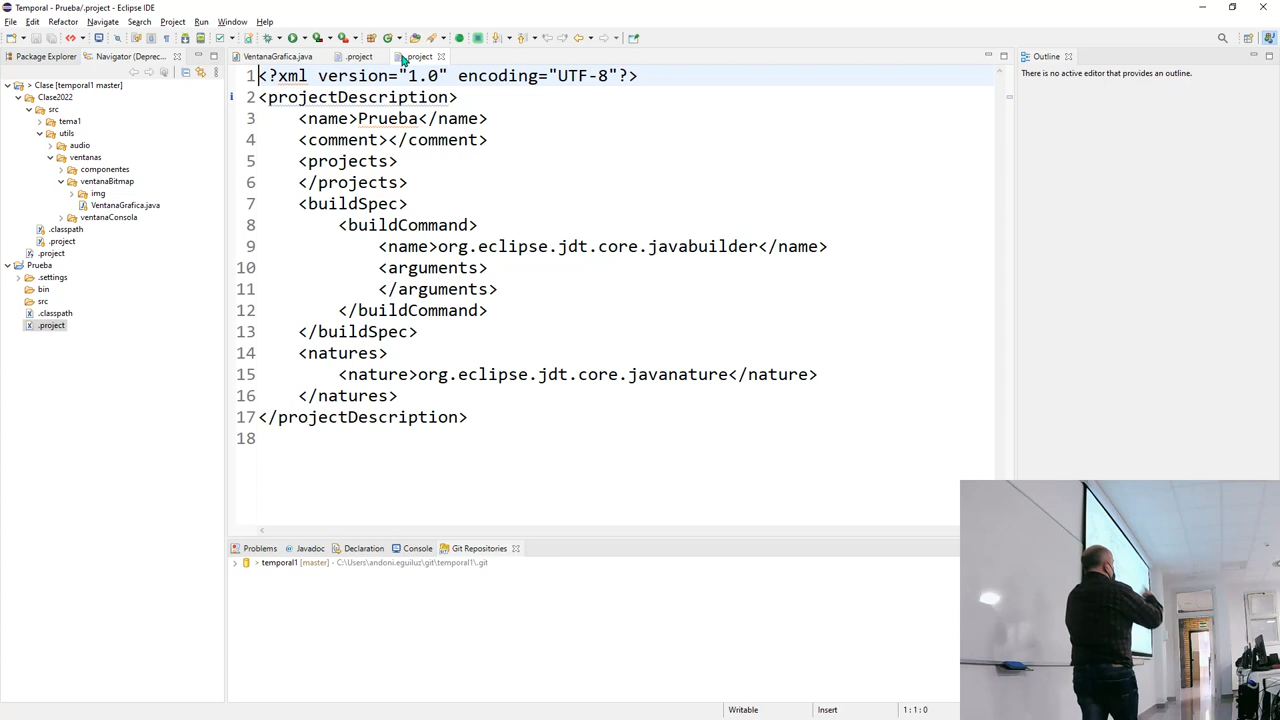 Temporal - Prueba/.project - Eclipse IDE
File Edit Refactor Navigate Search Project Run Window Help
Package Explorer Navigator (Deprec...
VentanaGrafica.java .project .project
Outline
> Clase [temporal1 master]
Clase2022
src
tema1
utils
audio
ventanas
componentes
ventanaBitmap
img
VentanaGrafica.java
ventanaConsola
.classpath
.project
.project
Prueba
.settings
bin
src
.classpath
.project
1 <?xml version="1.0" encoding="UTF-8"?>
2 <projectDescription>
3 <name>Prueba</name>
4 <comment></comment>
5 <projects>
6 </projects>
7 <buildSpec>
8 <buildCommand>
9 <name>org.eclipse.jdt.core.javabuilder</name>
10 <arguments>
11 </arguments>
12 </buildCommand>
13 </buildSpec>
14 <natures>
15 <nature>org.eclipse.jdt.core.javanature</nature>
16 </natures>
17 </projectDescription>
18
There is no active editor that provides an outline.
Problems Javadoc Declaration Console Git Repositories
> temporal1 [master] - C:\Users\andoni.eguiluz\git\temporal1\.git
Writable Insert 1 : 1 : 0